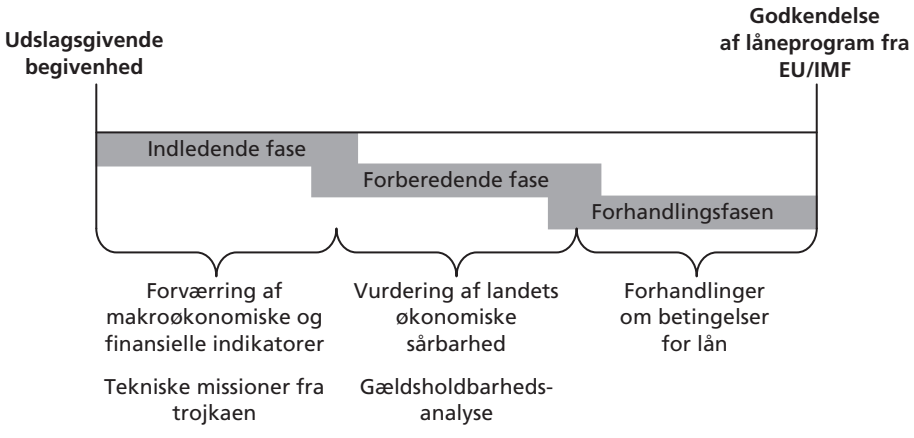 Udslagsgivende
begivenhed
Godkendelse
af låneprogram fra
EU/IMF
Indledende fase
Forberedende fase
Forhandlingsfasen
Forværring af
makroøkonomiske og
finansielle indikatorer
Tekniske missioner fra
trojkaen
Vurdering af landets
økonomiske
sårbarhed
Gældsholdbarheds-
analyse
Forhandlinger
om betingelser
for lån